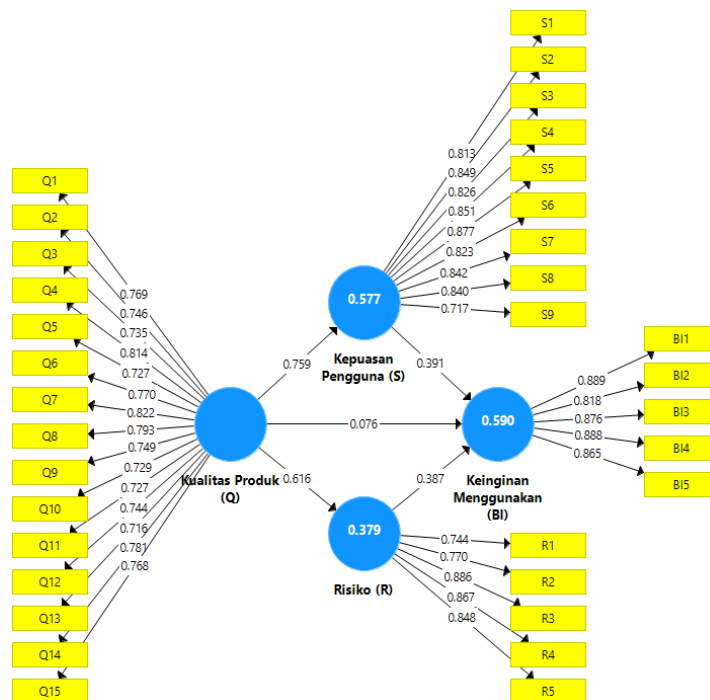 S1
S2
S3
S4
S5
S6
S7
S8
S9
0.813
0.849
0.826
0.851
0.877
0.823
0.842
0.840
0.717
Q1
Q2
Q3
Q4
Q5
Q6
Q7
Q8
Q9
Q10
Q11
Q12
Q13
Q14
Q15
0.769
0.746
0.735
0.814
0.727
0.770
0.822
0.793
0.749
0.729
0.727
0.744
0.716
0.781
0.768
0.577
Kepuasan
Pengguna (S)
0.759
0.391
0.076
0.616
0.387
Kualitas Produk
(Q)
0.590
Keinginan
Menggunakan
(BI)
0.889
0.818
0.876
0.888
0.865
BI1
BI2
BI3
BI4
BI5
0.379
Risiko (R)
0.744
0.770
0.886
0.867
0.848
R1
R2
R3
R4
R5